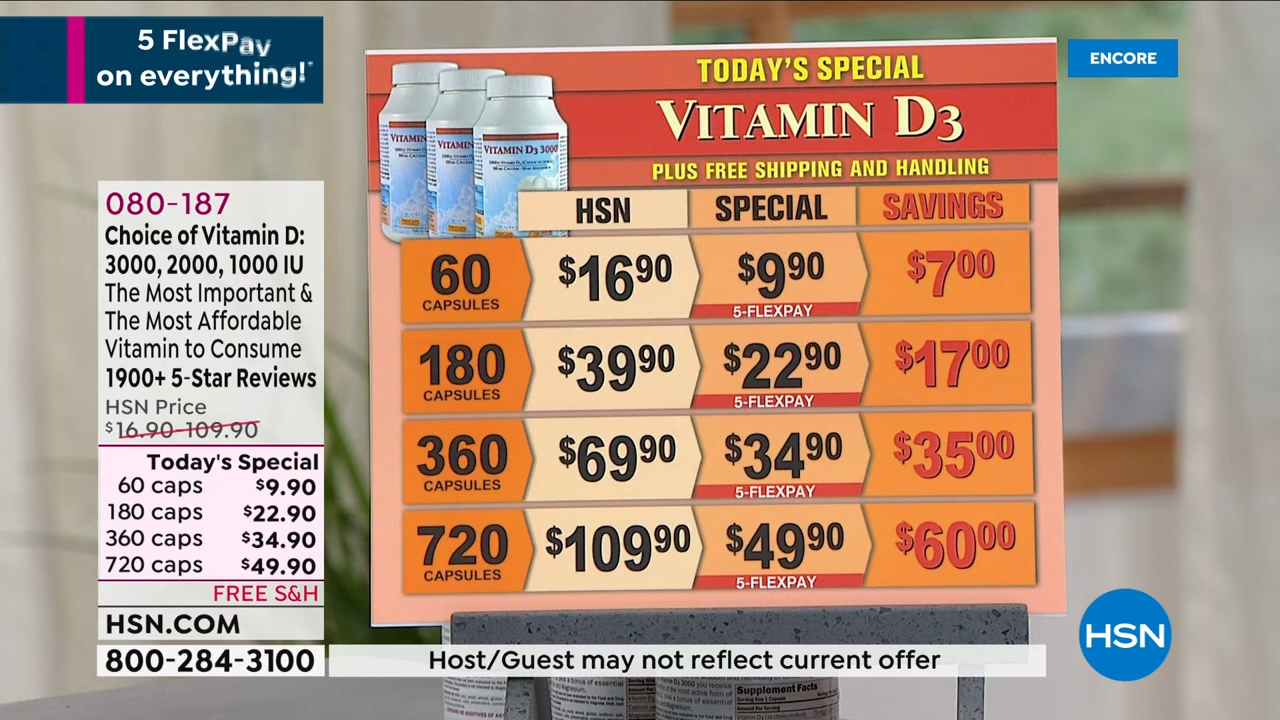 5 FlexPay
on everything!*
ENCORE
TODAY'S SPECIAL
VITAMIN D3
PLUS FREE SHIPPING AND HANDLING
VITAMIN
VITAMIN
VITAMIN D3 3000
HSN SPECIAL SAVINGS
60 CAPSULES $16.90 $9.90 $7.00
5-FLEXPAY
180 CAPSULES $39.90 $22.90 $17.00
5-FLEXPAY
360 CAPSULES $69.90 $34.90 $35.00
5-FLEXPAY
720 CAPSULES $109.90 $49.90 $60.00
5-FLEXPAY
080-187
Choice of Vitamin D:
3000, 2000, 1000 IU
The Most Important &
The Most Affordable
Vitamin to Consume
1900+ 5-Star Reviews
HSN Price
$16.90-109.90
Today's Special
60 caps $9.90
180 caps $22.90
360 caps $34.90
720 caps $49.90
FREE S&H
HSN.COM
800-284-3100
Host/Guest may not reflect current offer
HSN
Supplement Facts